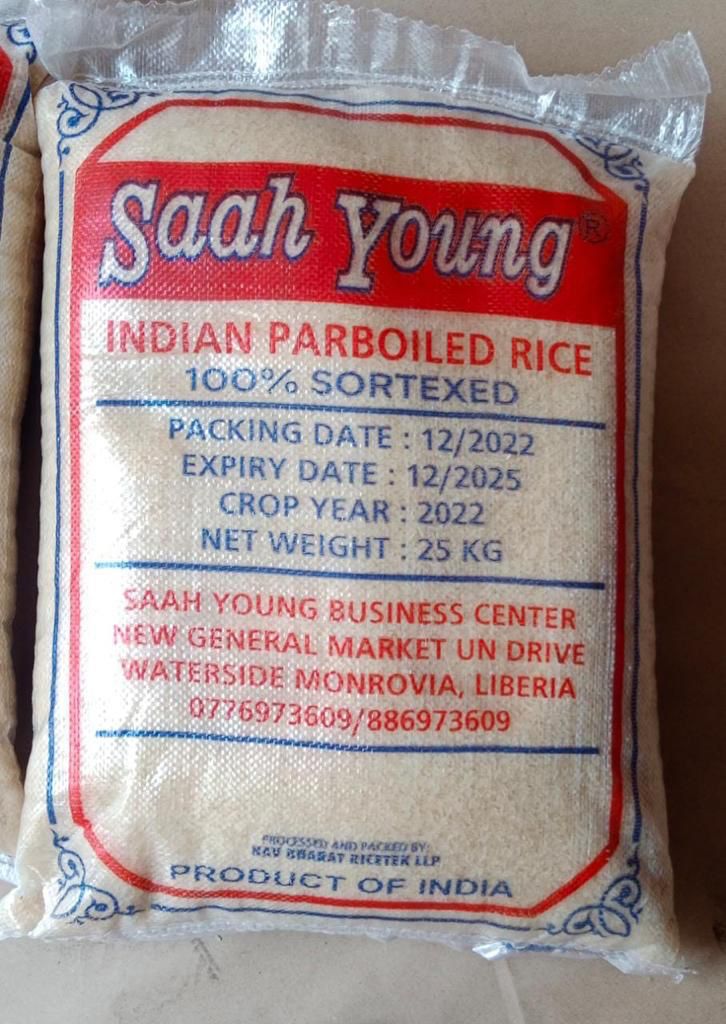 Saah Young®
INDIAN PARBOILED RICE
100% SORTEXED
PACKING DATE : 12/2022
EXPIRY DATE : 12/2025
CROP YEAR : 2022
NET WEIGHT : 25 KG
SAAH YOUNG BUSINESS CENTER
NEW GENERAL MARKET UN DRIVE
WATERSIDE MONROVIA, LIBERIA
0776973609/886973609
PROCESSED AND PACKED BY:
NAV BHARAT RICETEK LLP
PRODUCT OF INDIA